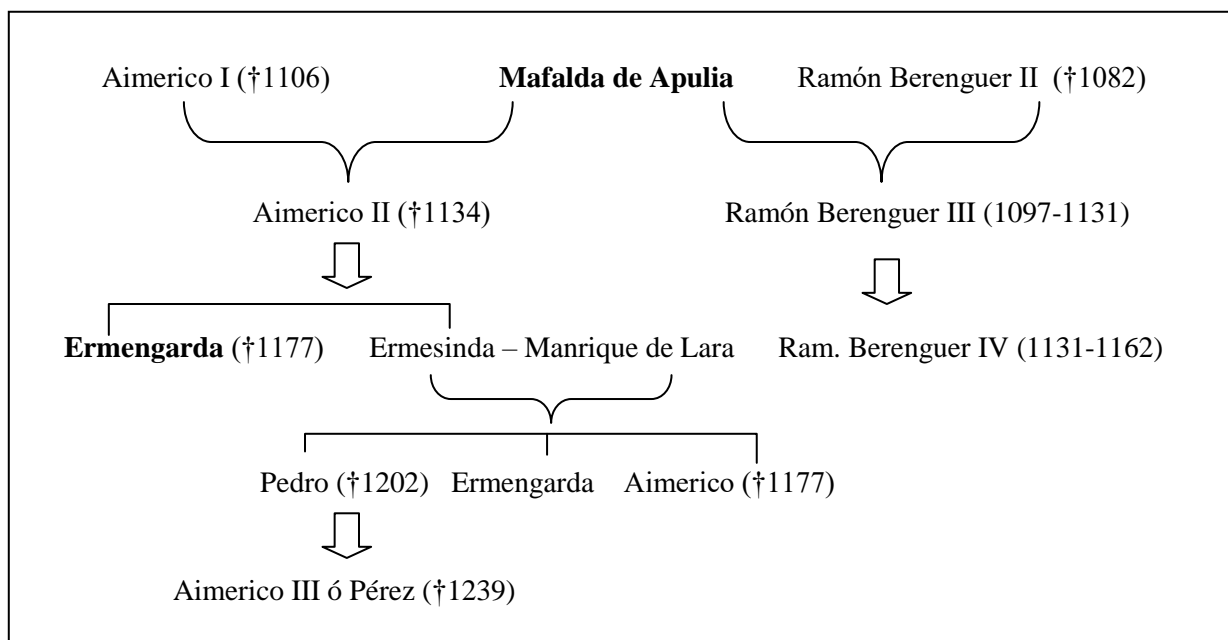 Aimerico I (†1106) Mafalda de Apulia Ramón Berenguer II (†1082)
Aimerico II (†1134) Ramón Berenguer III (1097-1131)
Ermengarda (†1177) Ermesinda – Manrique de Lara Ram. Berenguer IV (1131-1162)
Pedro (†1202) Ermengarda Aimerico (†1177)
Aimerico III ó Pérez (†1239)